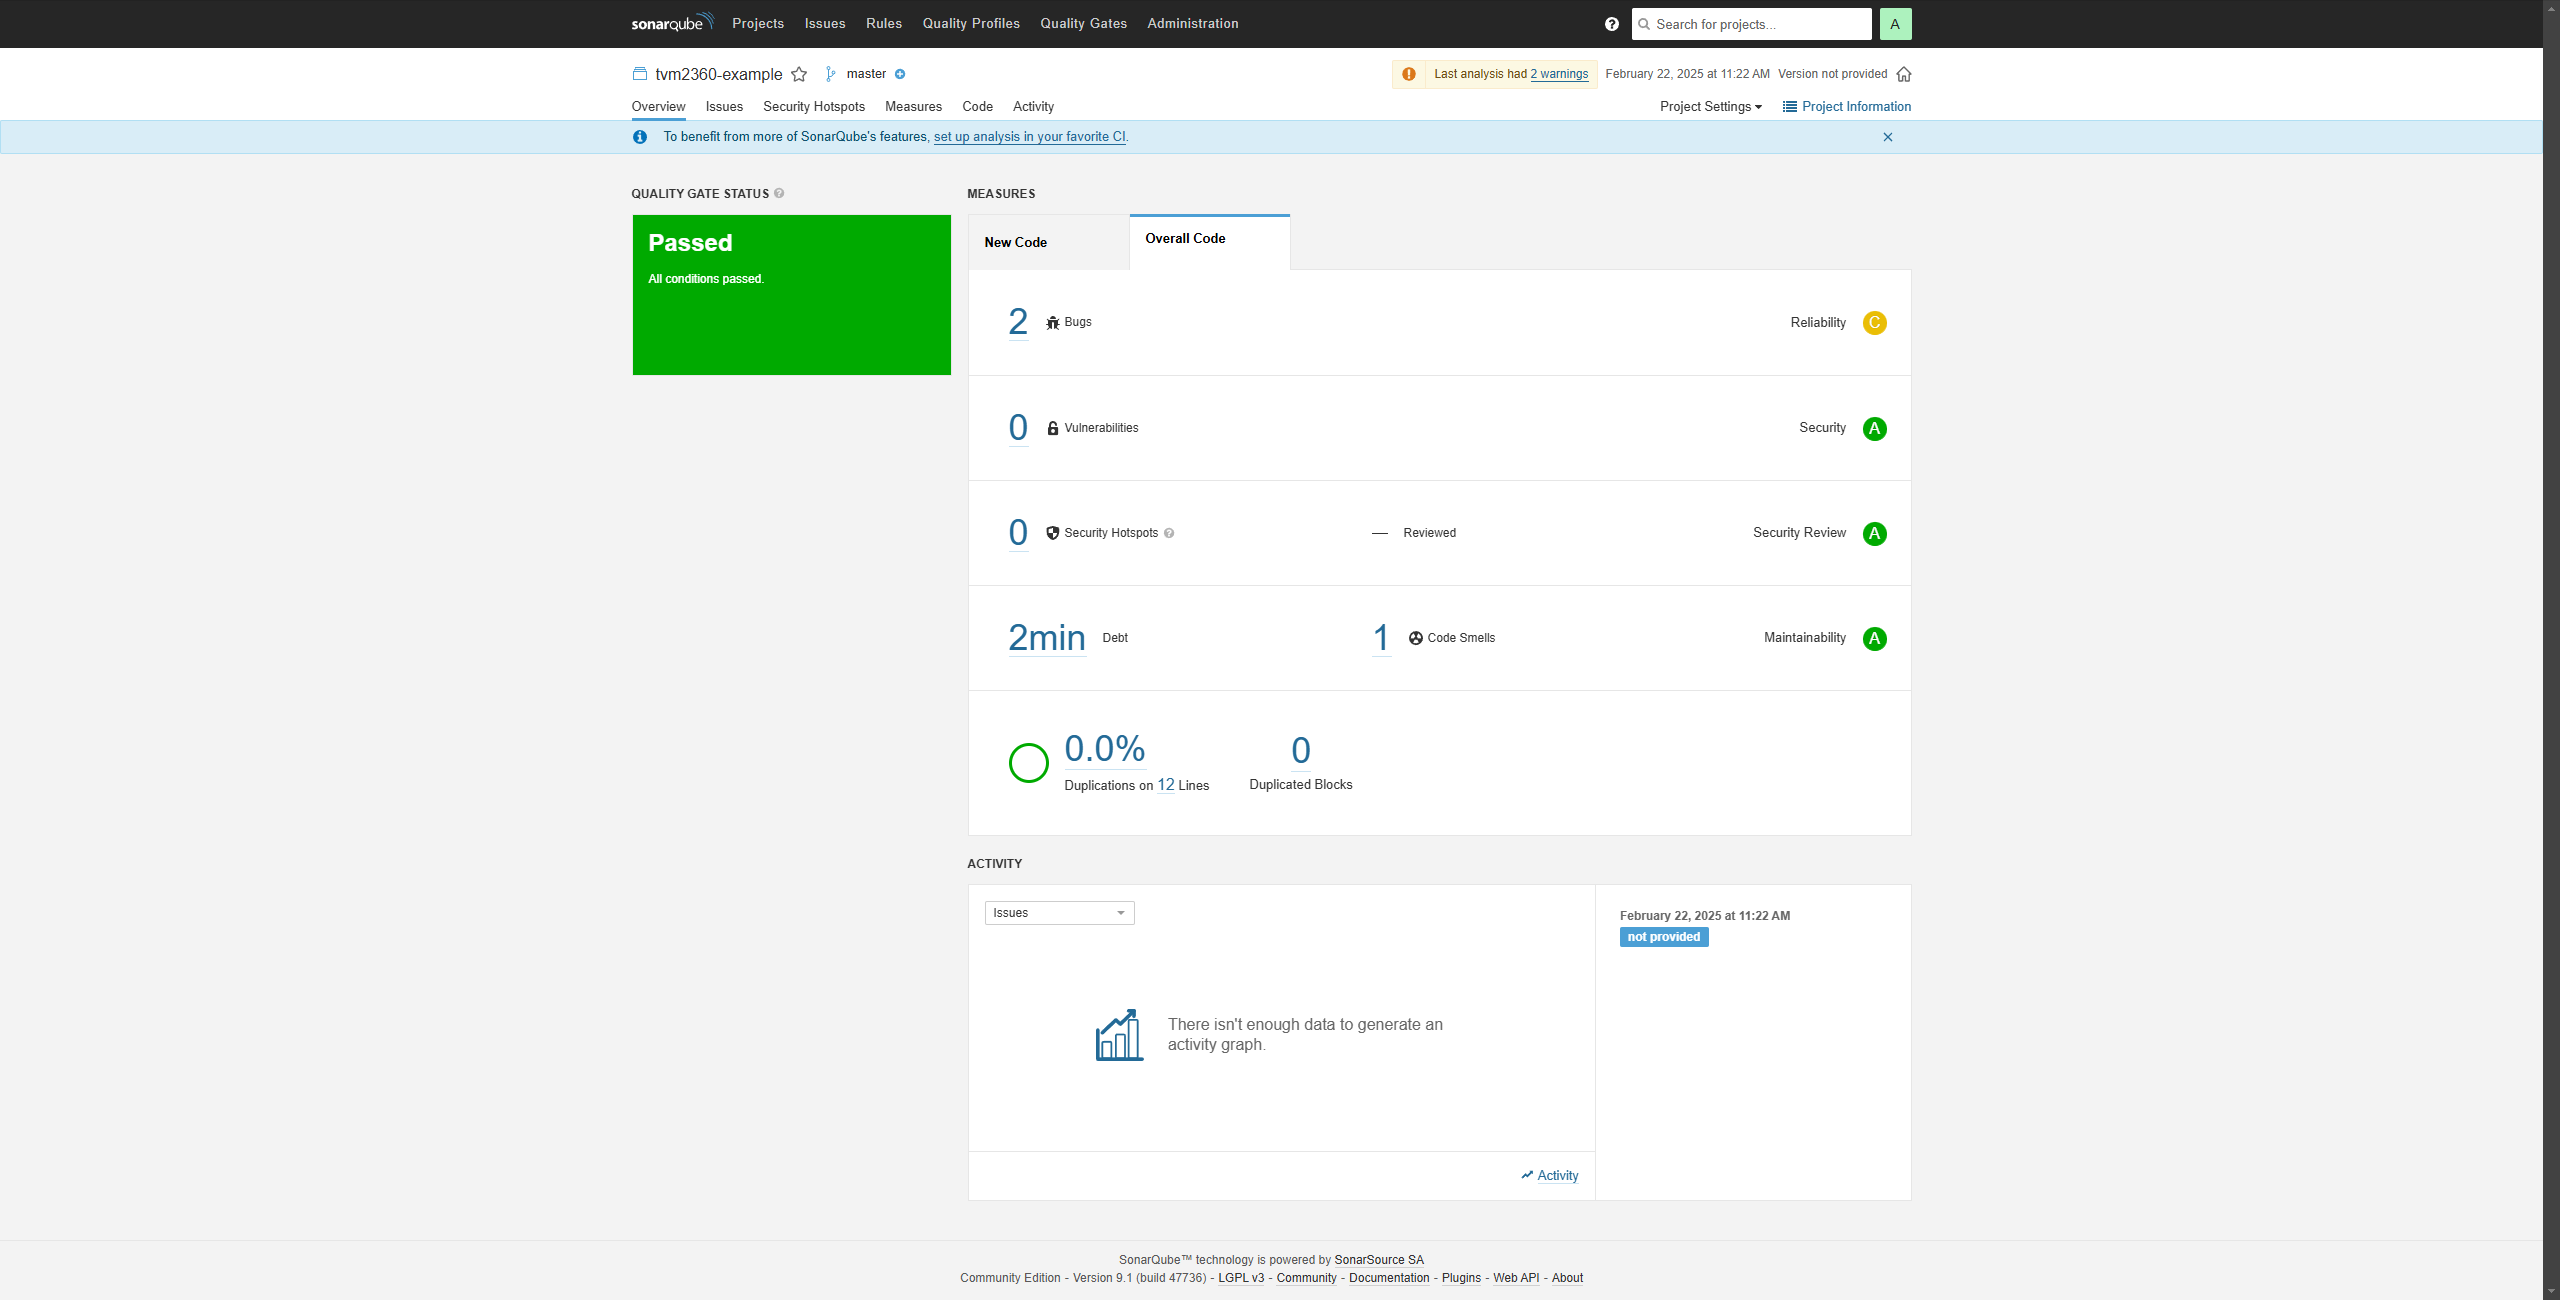 sonarqube Projects Issues Rules Quality Profiles Quality Gates Administration Search for projects... A
tvm2360-example master Last analysis had 2 warnings February 22, 2025 at 11:22 AM Version not provided
Overview Issues Security Hotspots Measures Code Activity Project Settings Project Information
To benefit from more of SonarQube's features, set up analysis in your favorite CI.
QUALITY GATE STATUS
Passed
All conditions passed.
MEASURES
New Code Overall Code
2 Bugs Reliability C
0 Vulnerabilities Security A
0 Security Hotspots — Reviewed Security Review A
2min Debt 1 Code Smells Maintainability A
0.0% 0
Duplications on 12 Lines Duplicated Blocks
ACTIVITY
Issues
There isn't enough data to generate an
activity graph.
Activity
February 22, 2025 at 11:22 AM
not provided
SonarQube™ technology is powered by SonarSource SA
Community Edition - Version 9.1 (build 47736) - LGPL v3 - Community - Documentation - Plugins - Web API - About